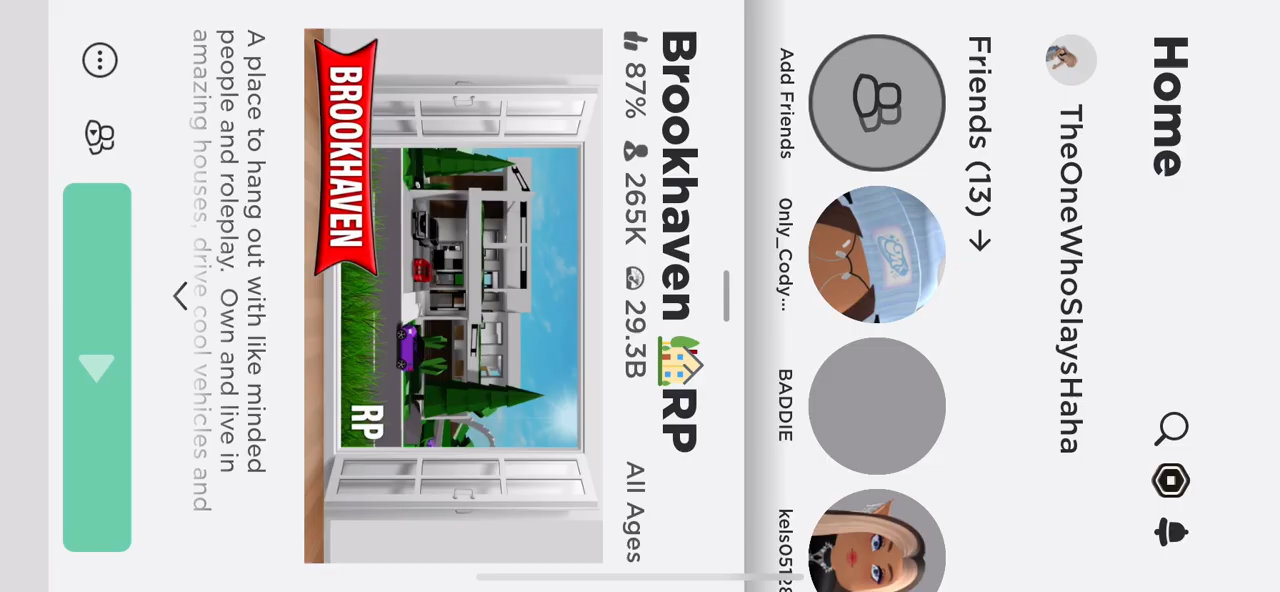 Home
TheOneWhoSlaysHaha
Friends (13) →
Add Friends
Only_Cody...
BADDIE
kels0512
Brookhaven 🏡RP
87% 265K 29.3B All Ages
BROOKHAVEN
RP
A place to hang out with like minded
people and roleplay. Own and live in
amazing houses, drive cool vehicles and